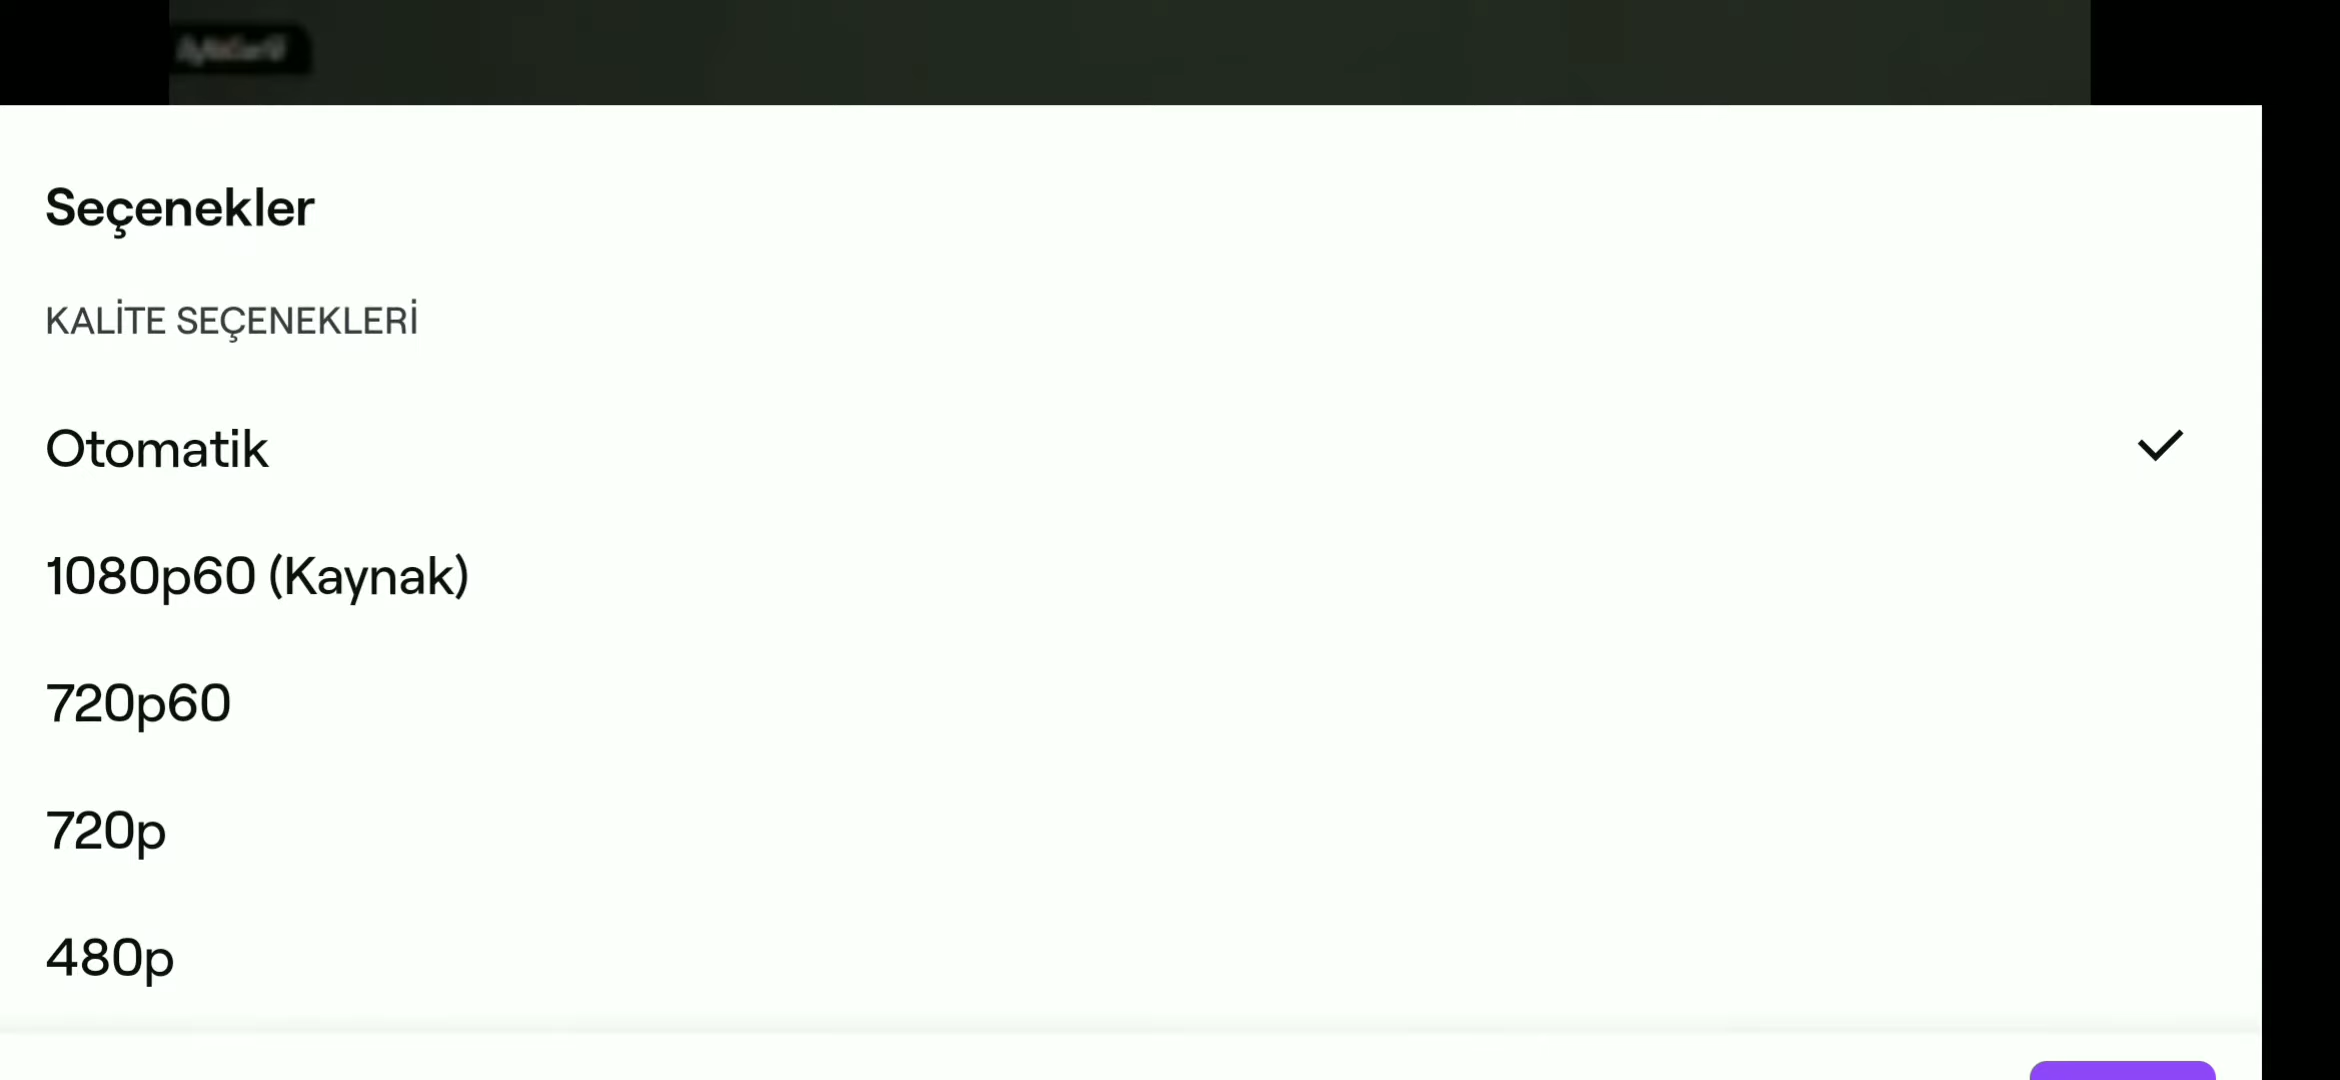 Seçenekler
KALİTE SEÇENEKLERİ
Otomatik
1080p60 (Kaynak)
720p60
720p
480p